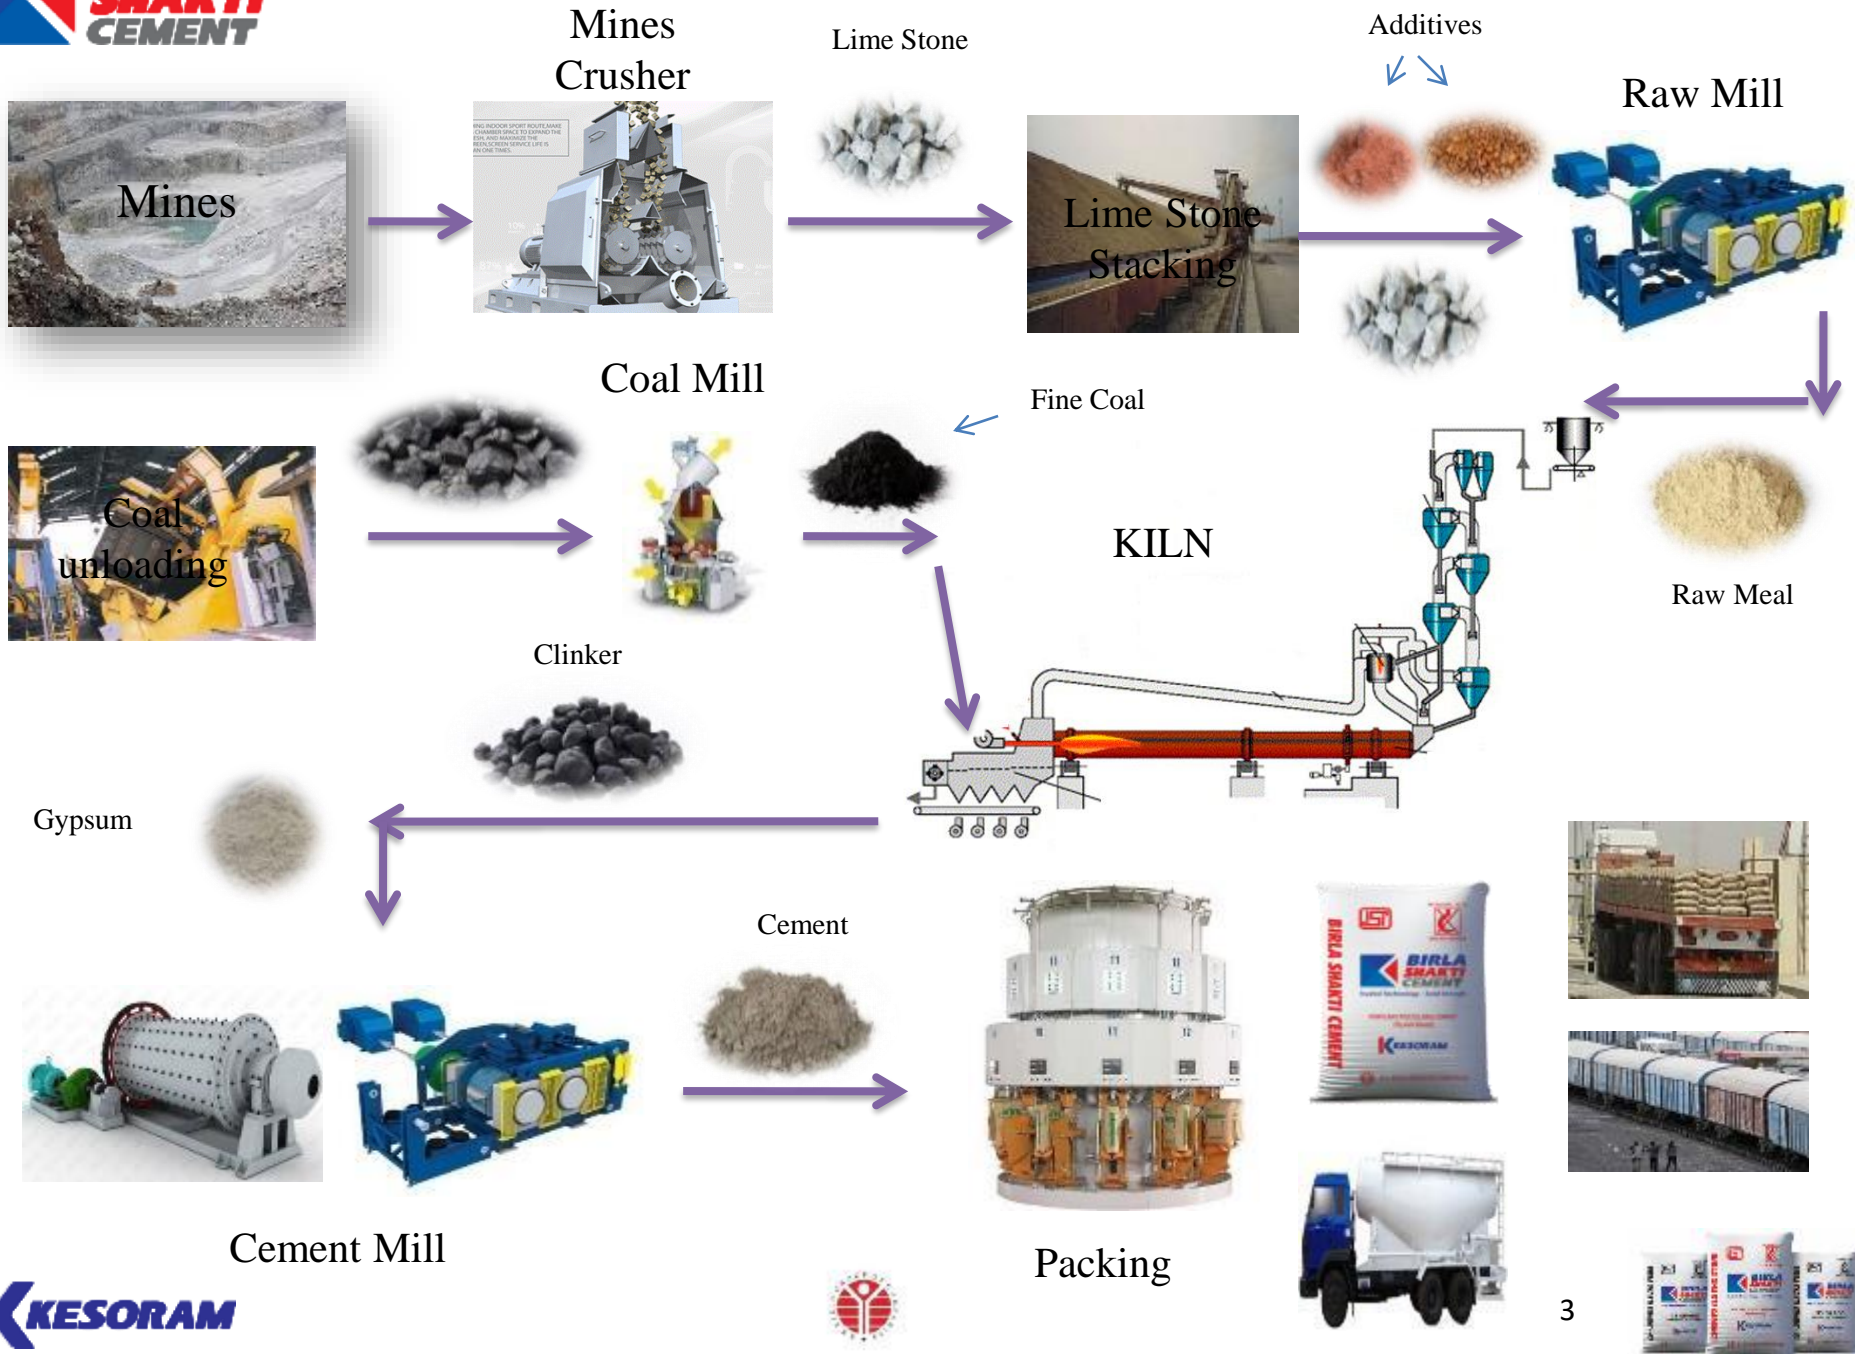 SHAKTI
CEMENT
Mines
Crusher
Lime Stone
Additives
Raw Mill
Mines
Lime Stone
Stacking
Coal Mill
Fine Coal
Coal
unloading
KILN
Raw Meal
Clinker
Gypsum
Cement
BIRLA SHAKTI CEMENT
BIRLA
SHAKTI
CEMENT
KESORAM
Cement Mill
Packing
KESORAM
3